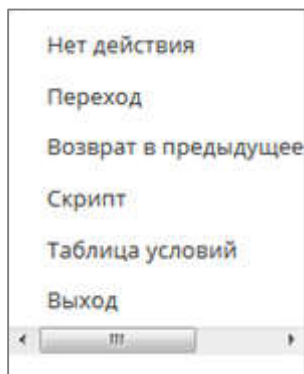 Нет действия
Переход
Возврат в предыдущее
Скрипт
Таблица условий
Выход